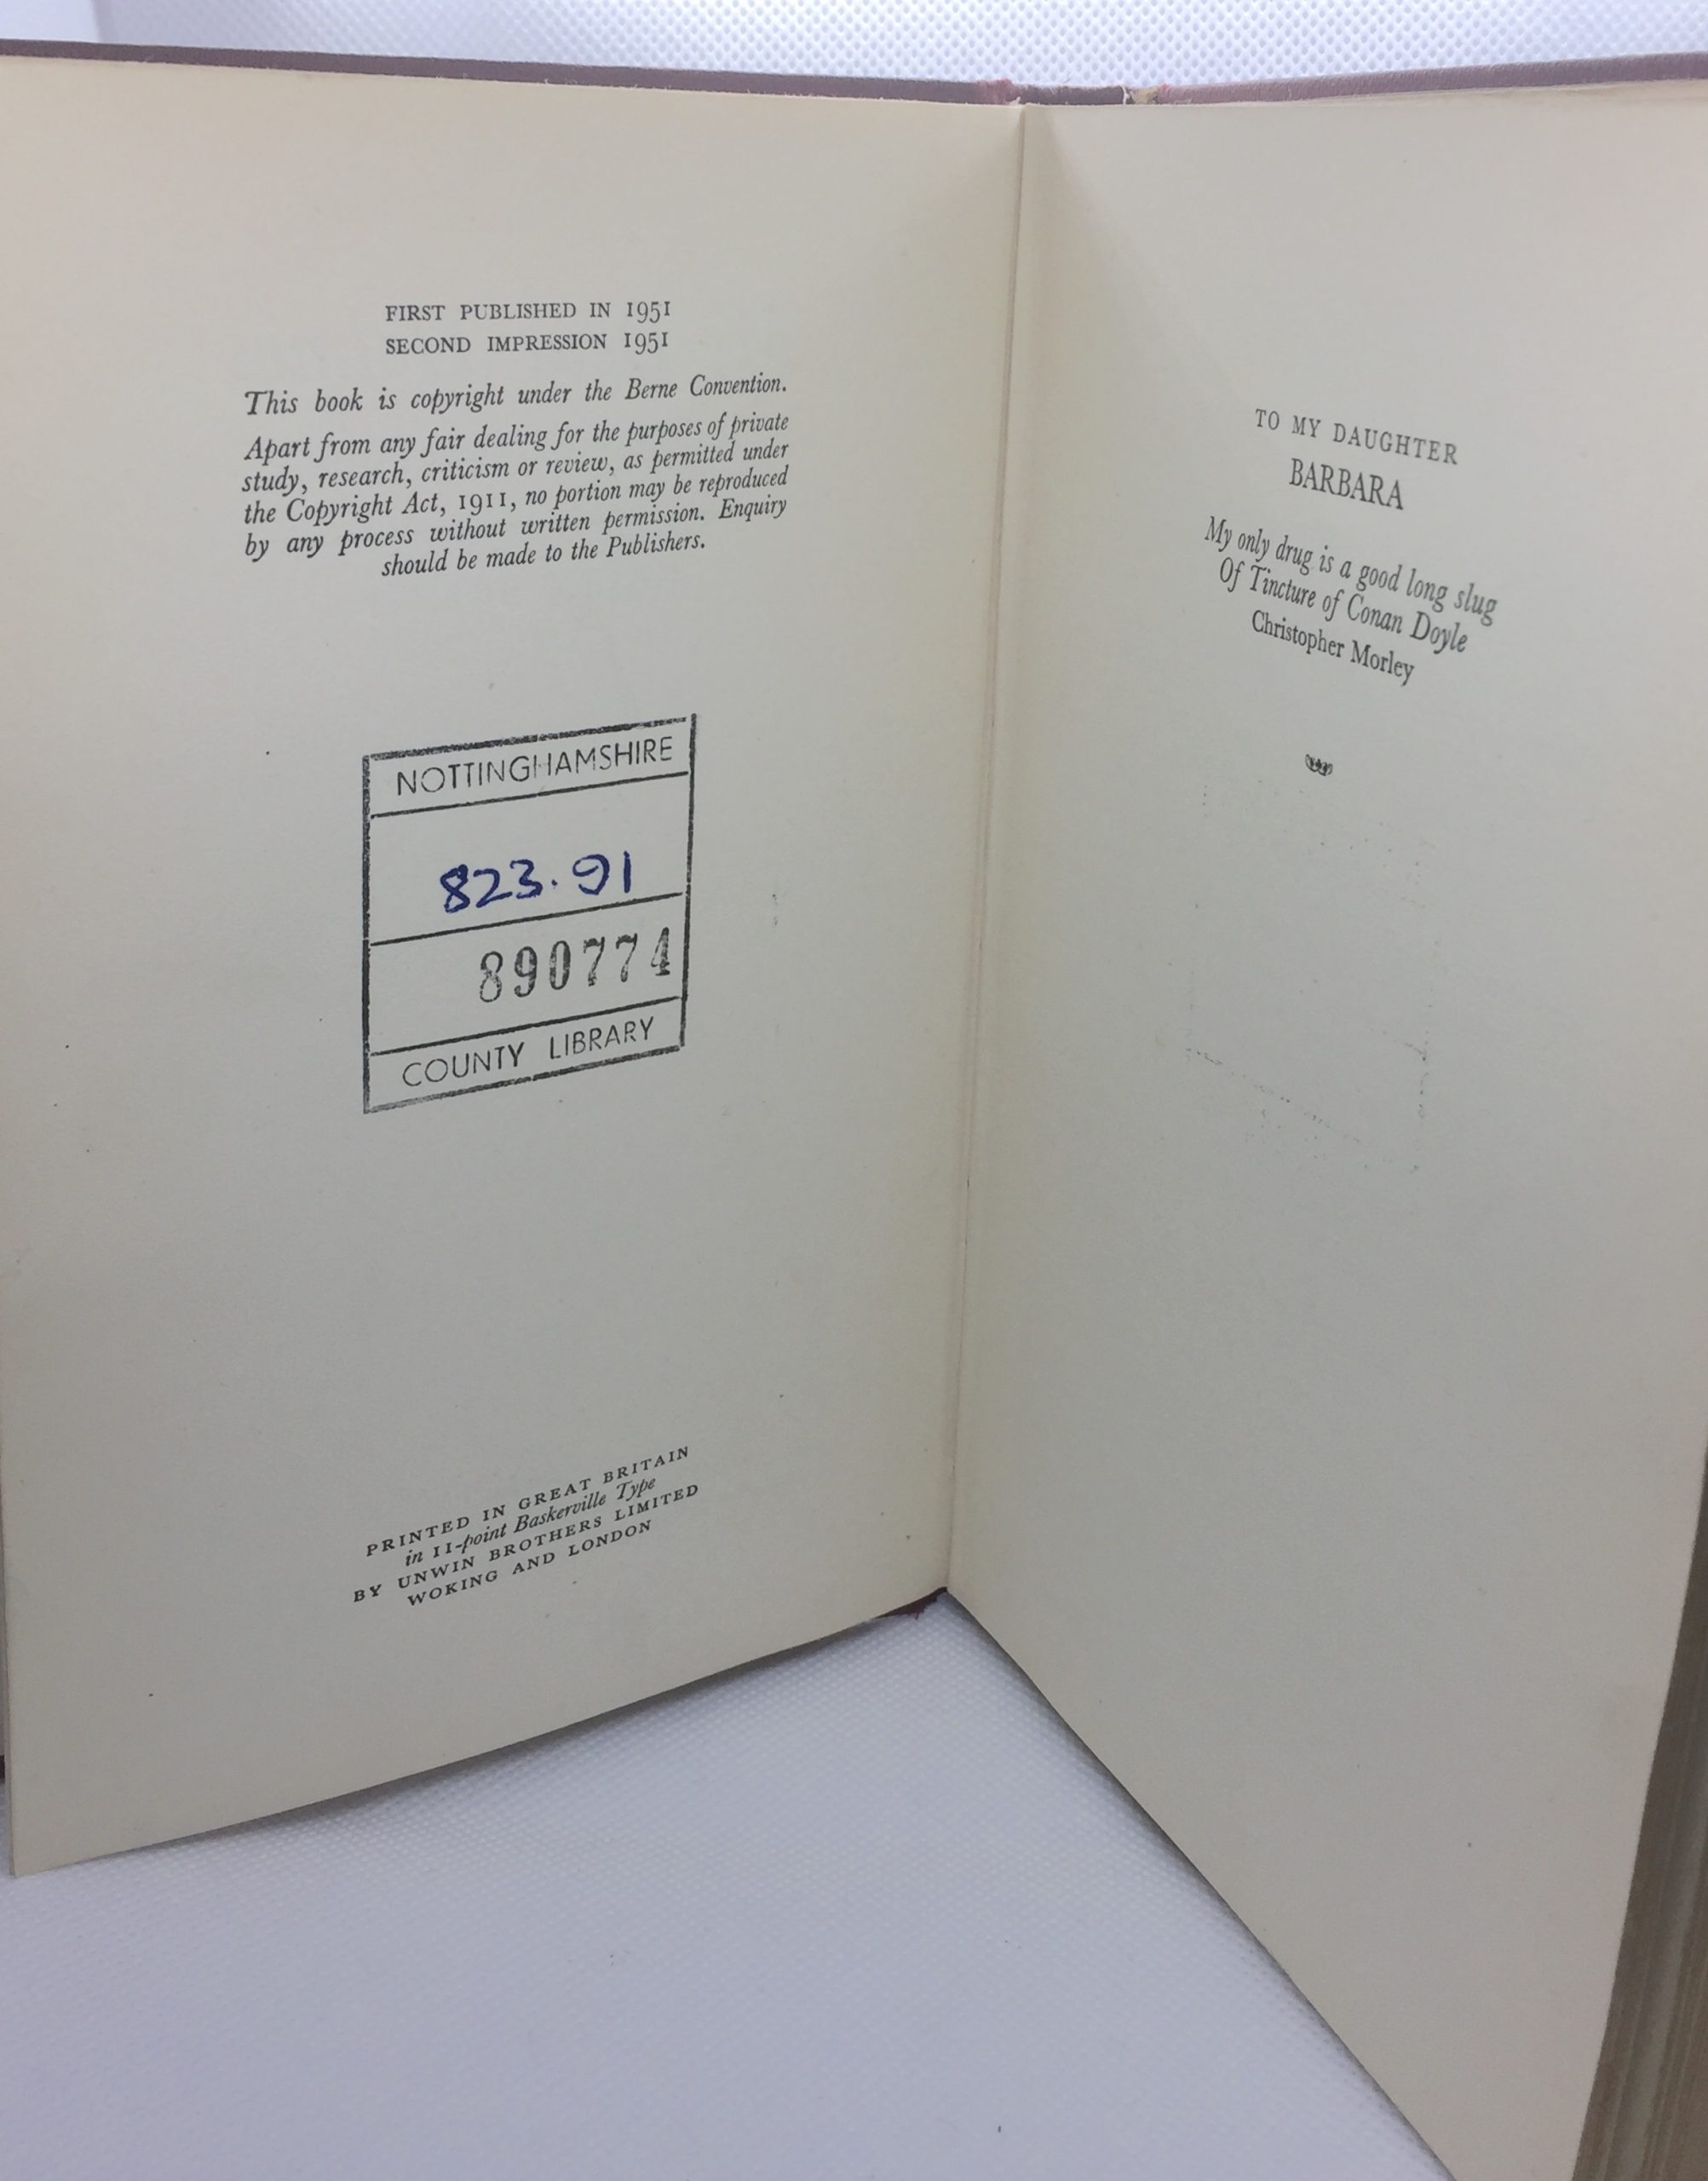 FIRST PUBLISHED IN 1951
SECOND IMPRESSION 1951
This book is copyright under the Berne Convention.
Apart from any fair dealing for the purposes of private
study, research, criticism or review, as permitted under
the Copyright Act, 1911, no portion may be reproduced
by any process without written permission. Enquiry
should be made to the Publishers.
NOTTINGHAMSHIRE
823.91
890774
COUNTY LIBRARY
PRINTED IN GREAT BRITAIN
in 11-point Baskerville Type
BY UNWIN BROTHERS LIMITED
WOKING AND LONDON
TO MY DAUGHTER
BARBARA
My only drug is a good long slug
Of Tincture of Conan Doyle
Christopher Morley